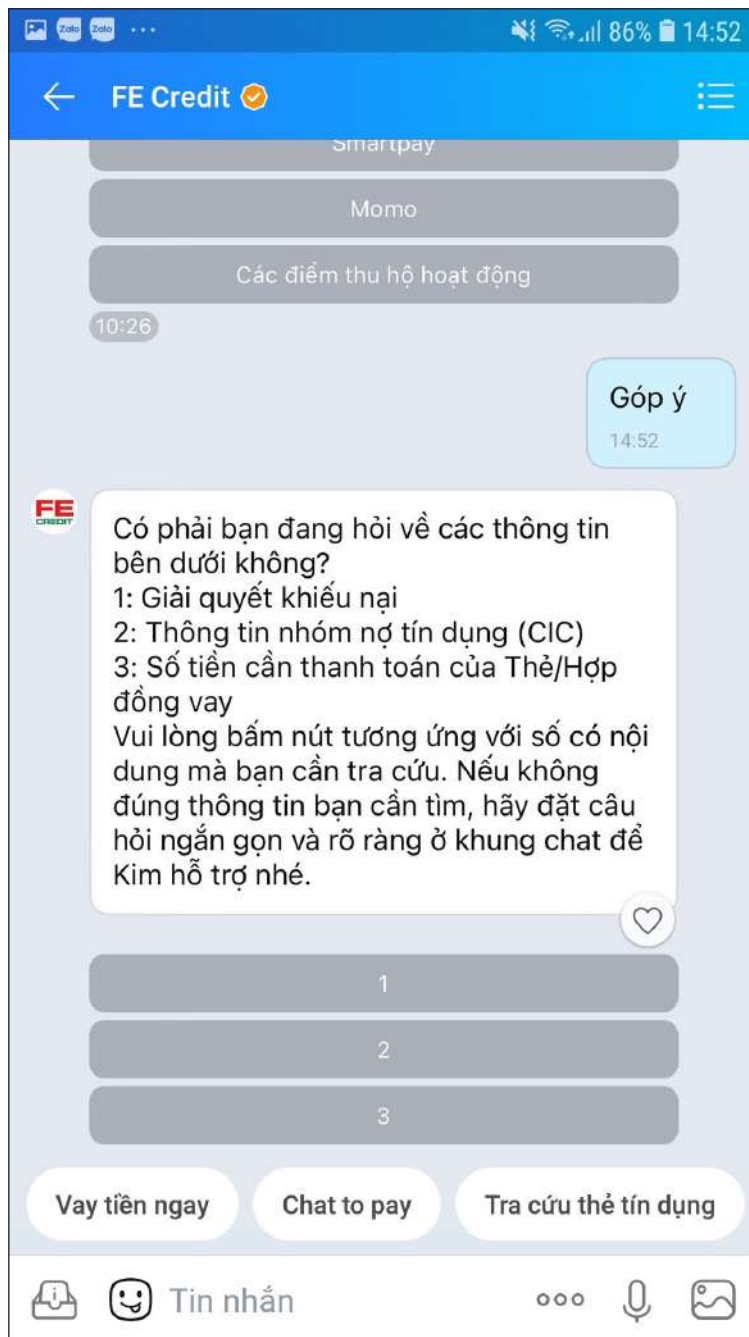 Zalo Zalo ... 86% 14:52
FE Credit
Smartpay
Momo
Các điểm thu hộ hoạt động
10:26
Góp ý
14:52
FE
CREDIT
Có phải bạn đang hỏi về các thông tin
bên dưới không?
1: Giải quyết khiếu nại
2: Thông tin nhóm nợ tín dụng (CIC)
3: Số tiền cần thanh toán của Thẻ/Hợp
đồng vay
Vui lòng bấm nút tương ứng với số có nội
dung mà bạn cần tra cứu. Nếu không
đúng thông tin bạn cần tìm, hãy đặt câu
hỏi ngắn gọn và rõ ràng ở khung chat để
Kim hỗ trợ nhé.
1
2
3
Vay tiền ngay Chat to pay Tra cứu thẻ tín dụng
Tin nhắn